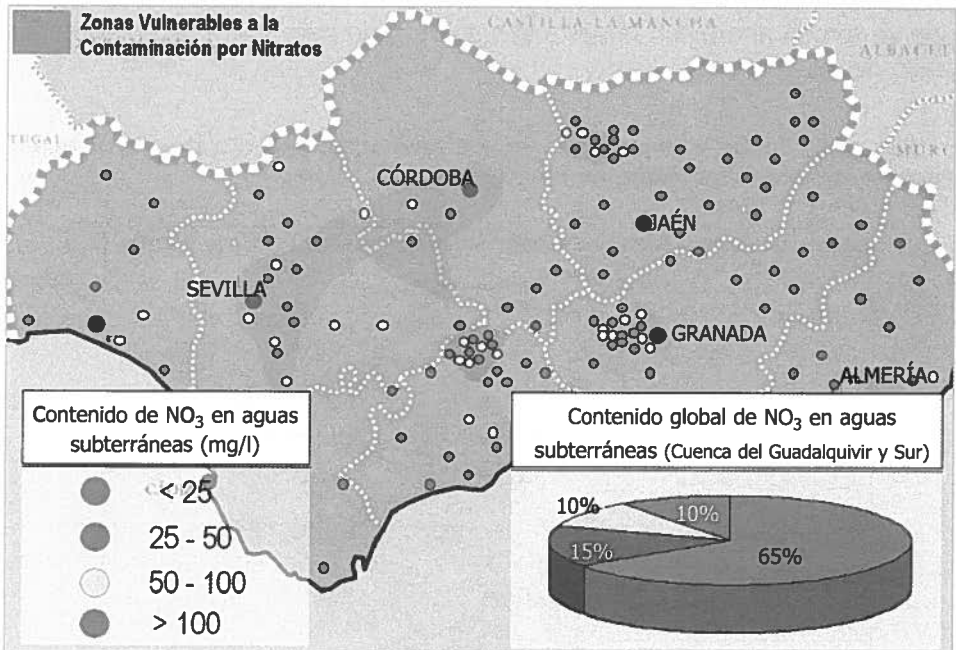 Zonas Vulnerables a la
Contaminación por Nitratos
CASTILLA-LA MANCHA
CÓRDOBA
JAÉN
SEVILLA
GRANADA
ALMERÍA
Contenido de NO₃ en aguas
subterráneas (mg/l)
< 25
25 - 50
50 - 100
> 100
Contenido global de NO₃ en aguas
subterráneas (Cuenca del Guadalquivir y Sur)
10%
10%
15%
65%